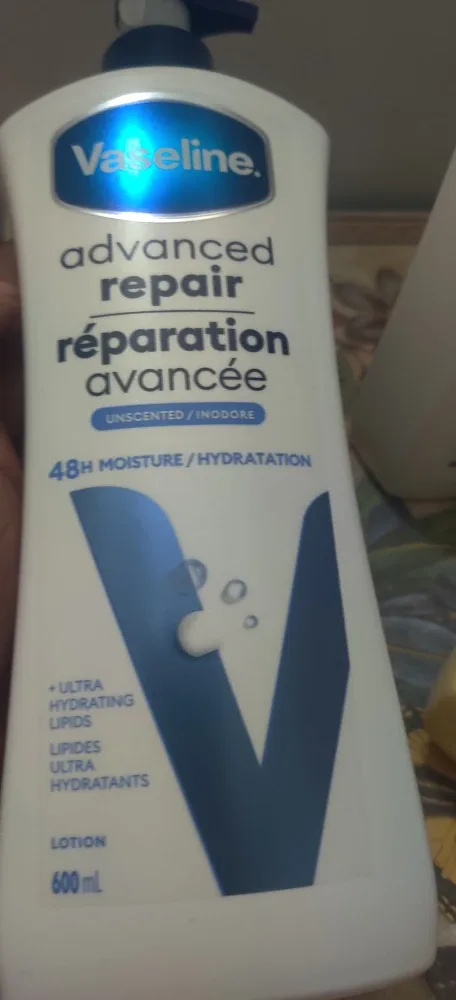 Vaseline.
advanced
repair
réparation
avancée
UNSCENTED / INODORE
48H MOISTURE / HYDRATATION
+ ULTRA
HYDRATING
LIPIDS
LIPIDES
ULTRA
HYDRATANTS
LOTION
600 mL